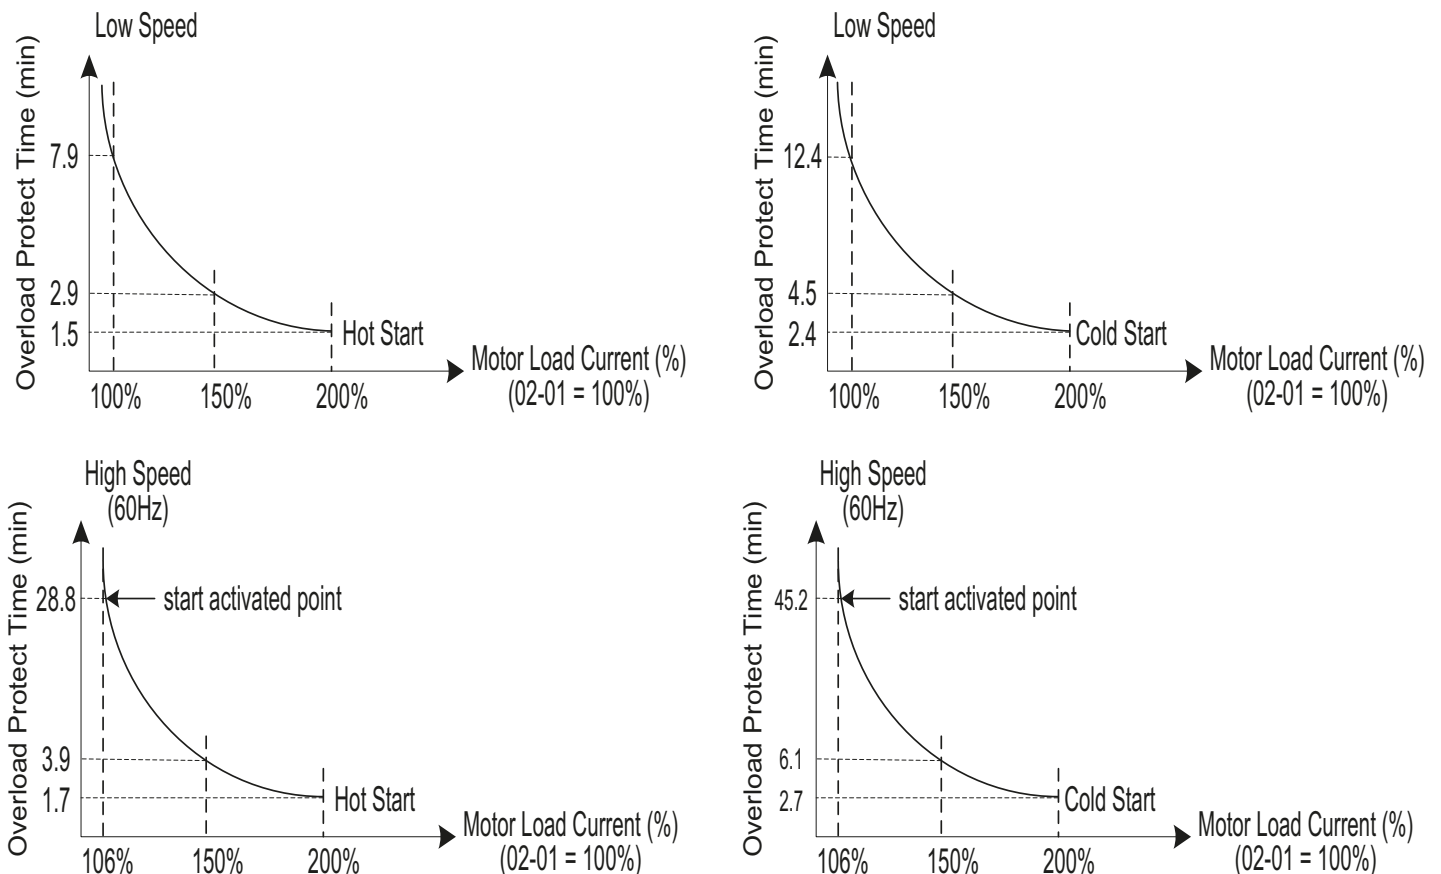 Low Speed
Overload Protect Time (min)
7.9
2.9
1.5
Hot Start
100%
150%
200%
Motor Load Current (%)
(02-01 = 100%)
Low Speed
Overload Protect Time (min)
12.4
4.5
2.4
Cold Start
100%
150%
200%
Motor Load Current (%)
(02-01 = 100%)
High Speed
(60Hz)
Overload Protect Time (min)
28.8
start activated point
3.9
1.7
Hot Start
106%
150%
200%
Motor Load Current (%)
(02-01 = 100%)
High Speed
(60Hz)
Overload Protect Time (min)
45.2
start activated point
6.1
2.7
Cold Start
106%
150%
200%
Motor Load Current (%)
(02-01 = 100%)